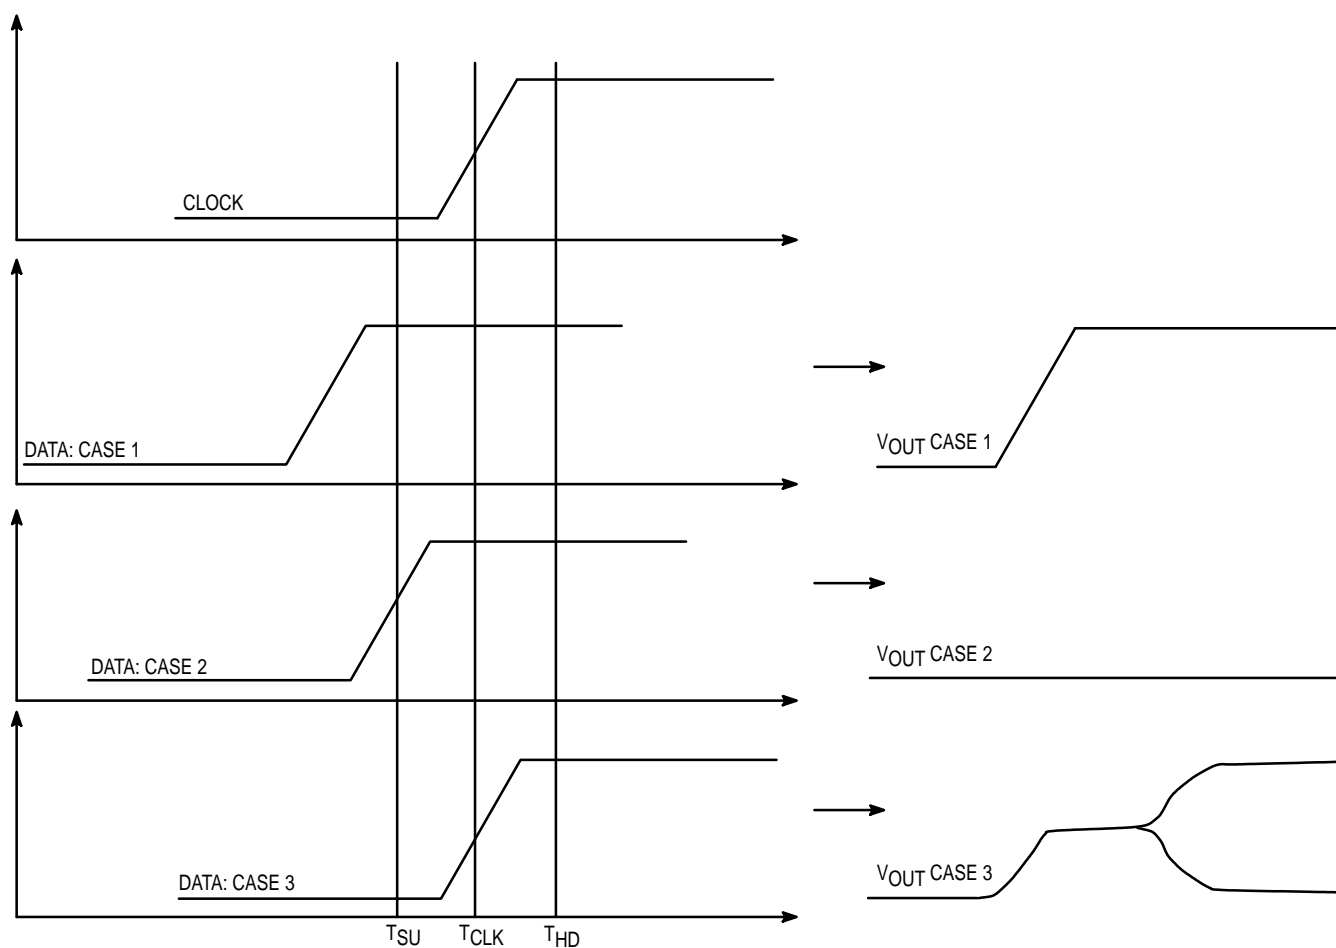 CLOCK
DATA: CASE 1
VOUT CASE 1
DATA: CASE 2
VOUT CASE 2
DATA: CASE 3
VOUT CASE 3
TSU
TCLK
THD